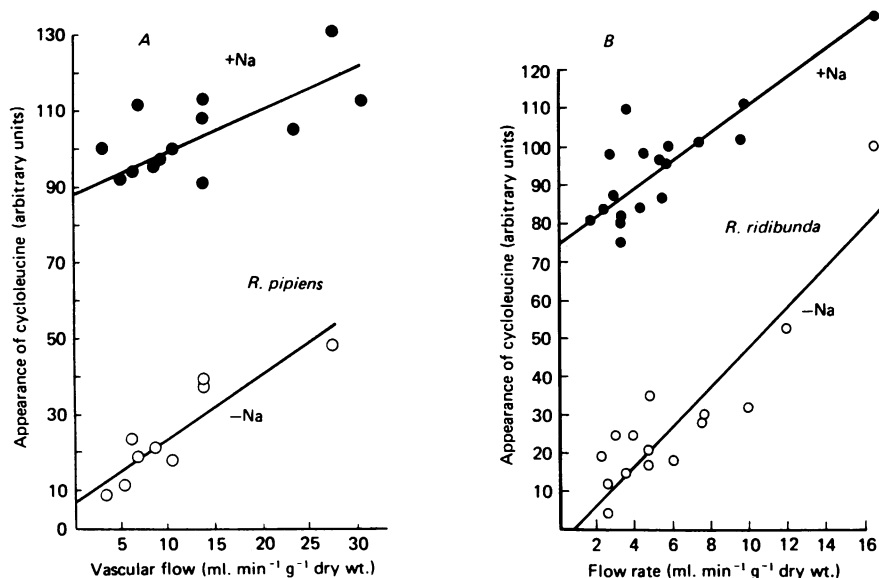 A
+Na
R. pipiens
−Na
130
110
90
70
50
30
10
0
5
10
15
20
25
30
Appearance of cycloleucine (arbitrary units)
Vascular flow (ml. min⁻¹ g⁻¹ dry wt.)
B
+Na
R. ridibunda
−Na
120
110
100
90
80
70
60
50
40
30
20
10
2
4
6
8
10
12
14
16
Appearance of cycloleucine (arbitrary units)
Flow rate (ml. min⁻¹ g⁻¹ dry wt.)